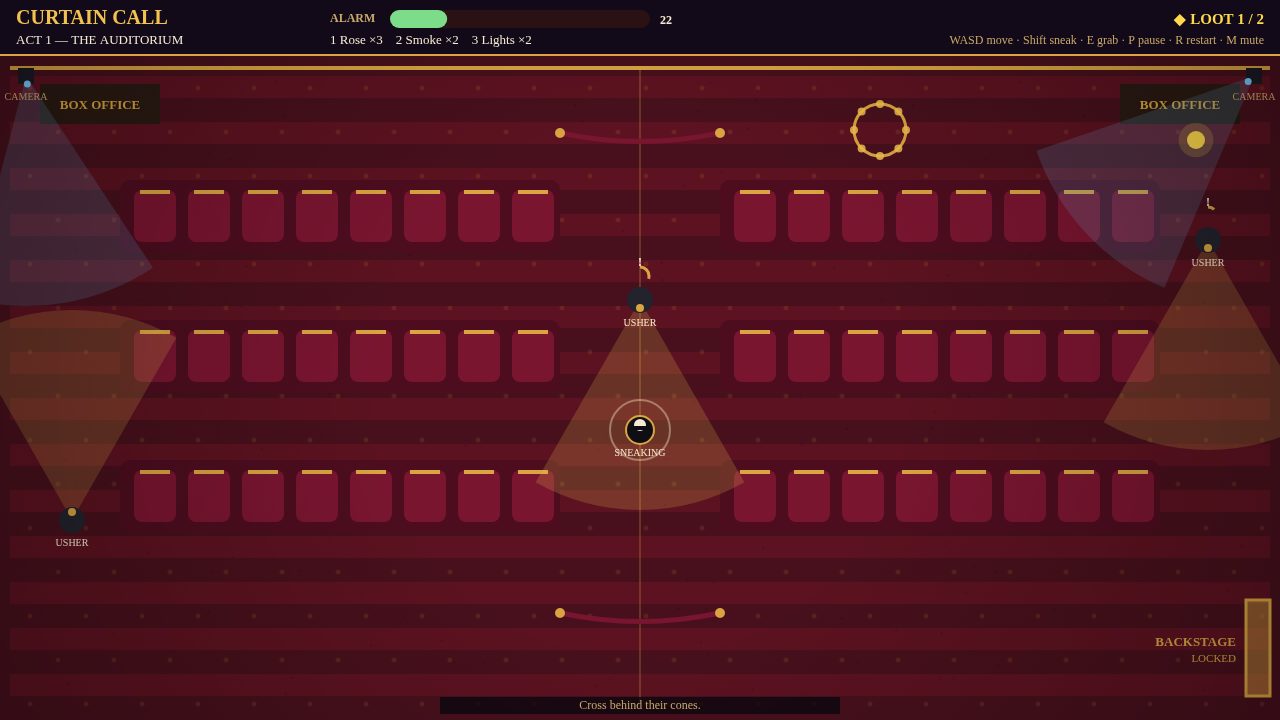 CURTAIN CALL
ACT 1 — THE AUDITORIUM
ALARM
22
1 Rose ×3 2 Smoke ×2 3 Lights ×2
◆ LOOT 1 / 2
WASD move · Shift sneak · E grab · P pause · R restart · M mute
CAMERA
BOX OFFICE
BOX OFFICE
CAMERA
!
USHER
!
USHER
SNEAKING
USHER
BACKSTAGE
LOCKED
Cross behind their cones.